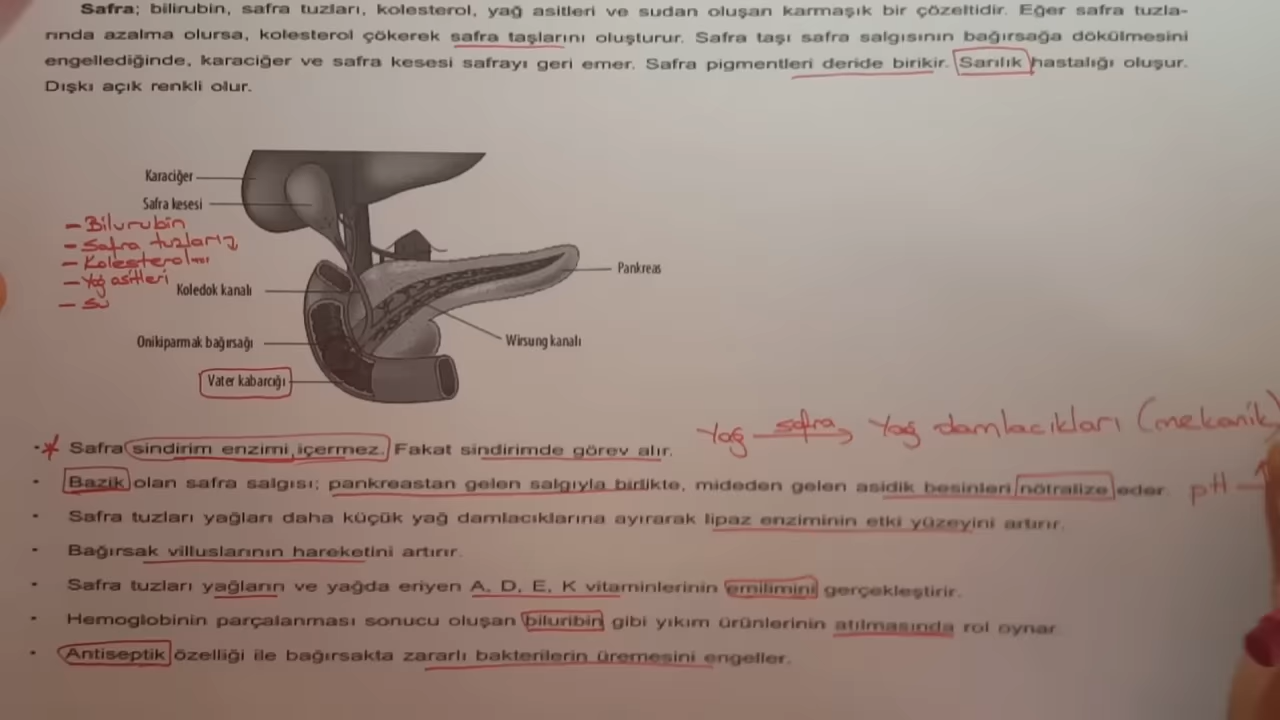 Safra; bilirubin, safra tuzları, kolesterol, yağ asitleri ve sudan oluşan karmaşık bir çözeltidir. Eğer safra tuzla-
rında azalma olursa, kolesterol çökerek safra taşlarını oluşturur. Safra taşı safra salgısının bağırsağa dökülmesini
engellediğinde, karaciğer ve safra kesesi safrayı geri emer. Safra pigmentleri deride birikir. Sarılık hastalığı oluşur.
Dışkı açık renkli olur.
Karaciğer
Safra kesesi
- Bilurubin
- Safra tuzları
- Kolesterol
- Yağ asitleri
- Su
Koledok kanalı
Pankreas
Onikiparmak bağırsağı
Wirsung kanalı
Vater kabarcığı
Yağ safra → Yağ damlacıkları (mekanik)
• * Safra sindirim enzimi içermez. Fakat sindirimde görev alır.
• Bazik olan safra salgısı; pankreastan gelen salgıyla birlikte, mideden gelen asidik besinleri nötralize eder. pH
• Safra tuzları yağları daha küçük yağ damlacıklarına ayırarak lipaz enziminin etki yüzeyini artırır.
• Bağırsak villuslarının hareketini artırır.
• Safra tuzları yağların ve yağda eriyen A, D, E, K vitaminlerinin emilimini gerçekleştirir.
• Hemoglobinin parçalanması sonucu oluşan biluribin gibi yıkım ürünlerinin atılmasında rol oynar.
• Antiseptik özelliği ile bağırsakta zararlı bakterilerin üremesini engeller.